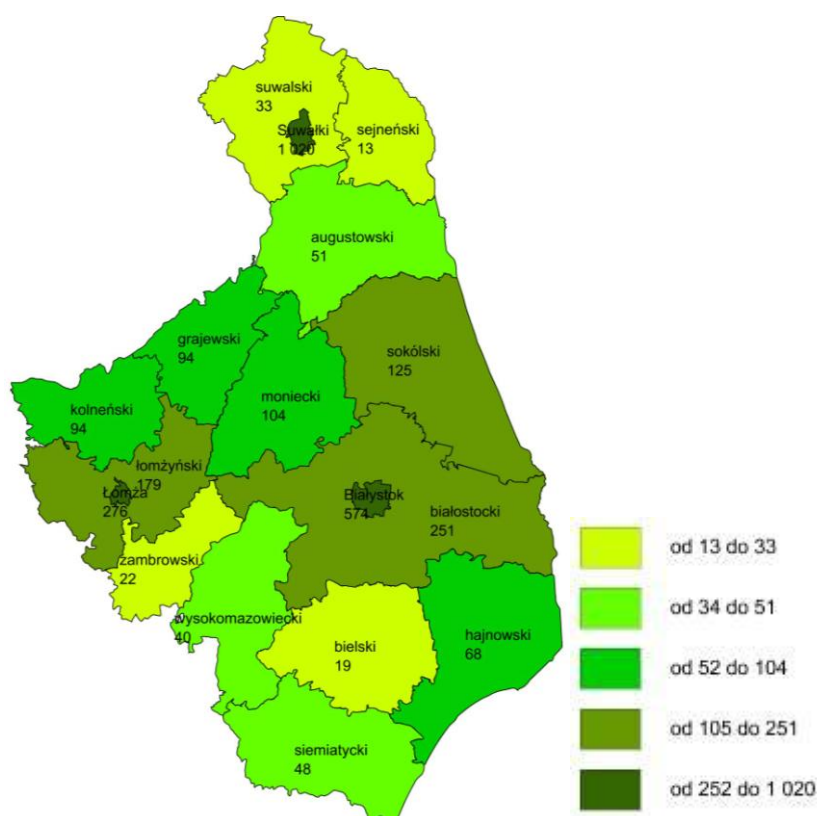 suwalski
33
Suwałki
1 020
sejneński
13
augustowski
51
grajewski
94
sokólski
125
moniecki
104
kolneński
94
łomżyński
179
Łomża
276
Białystok
574
białostocki
251
zambrowski
22
wysokomazowiecki
40
bielski
19
hajnowski
68
siemiatycki
48
od 13 do 33
od 34 do 51
od 52 do 104
od 105 do 251
od 252 do 1 020